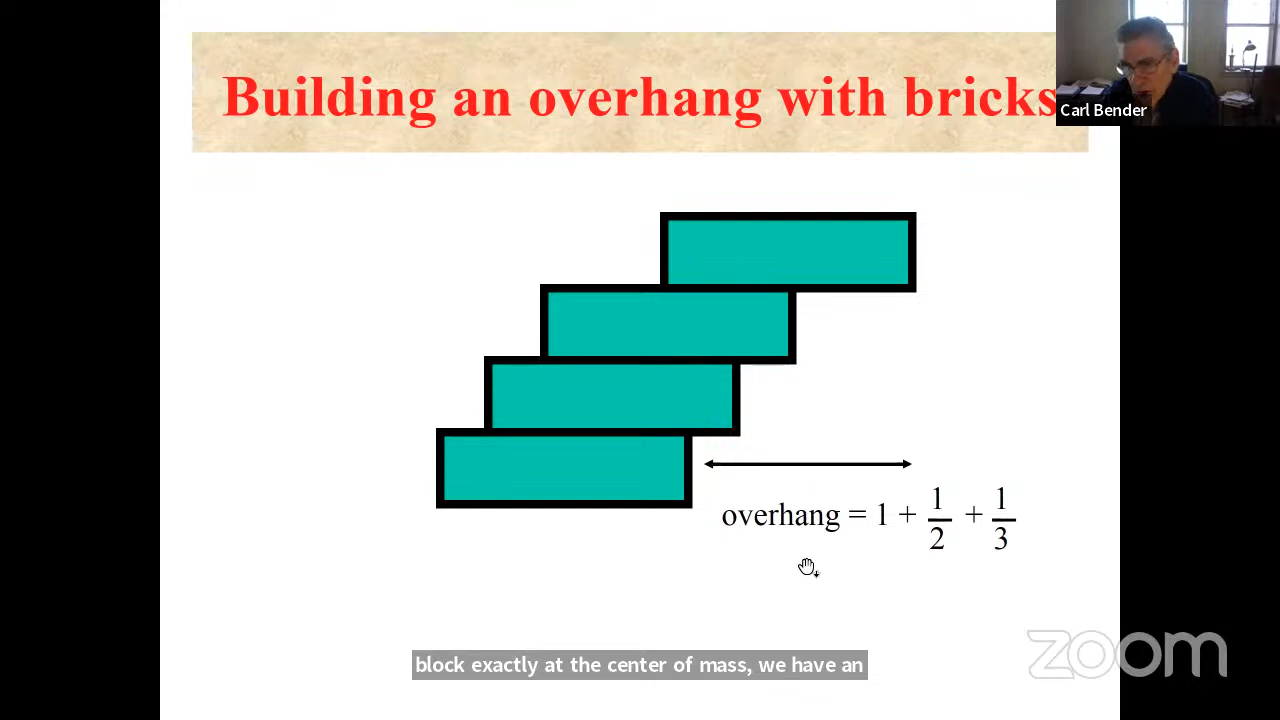 Building an overhang with bricks
Carl Bender
overhang = 1 + 1/2 + 1/3
block exactly at the center of mass, we have an
zoom